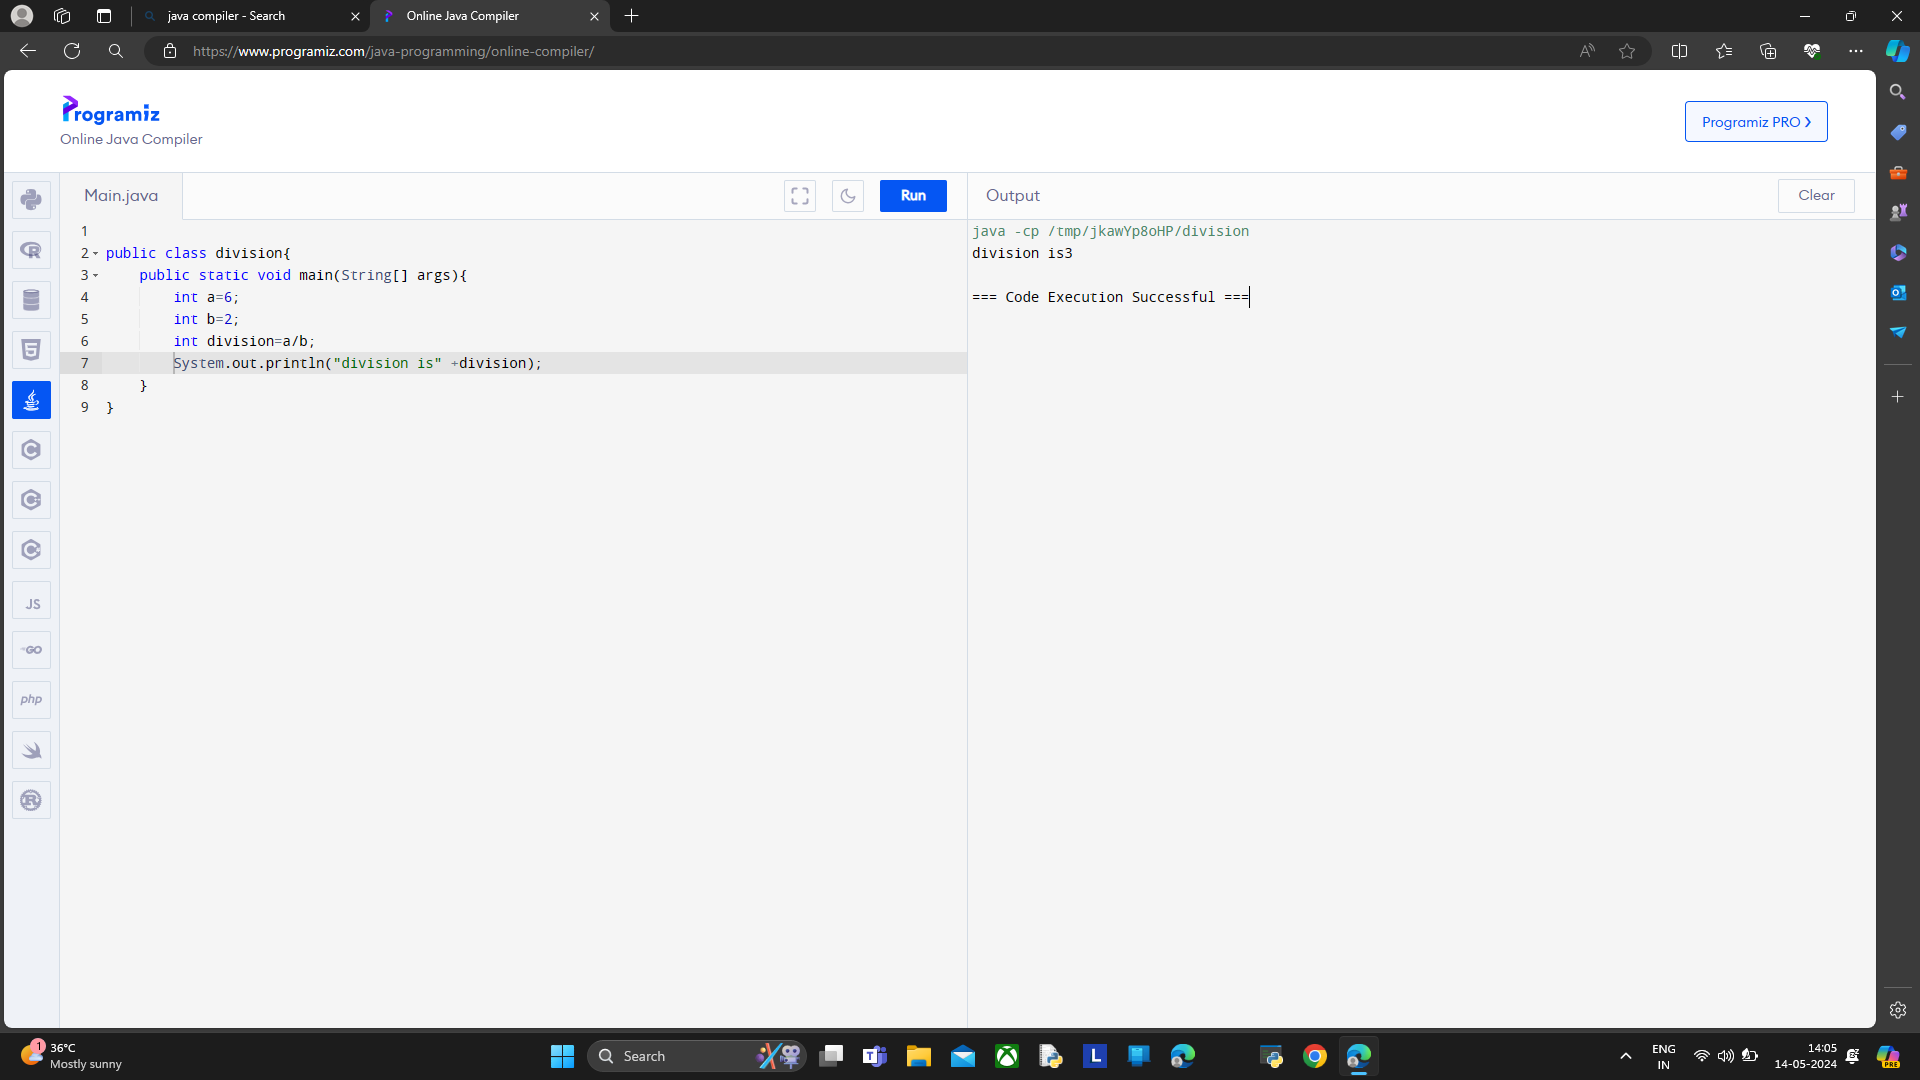 java compiler - Search
Online Java Compiler
https://www.programiz.com/java-programming/online-compiler/
Programiz
Online Java Compiler
Programiz PRO
Main.java
Run
Output
Clear
1
2 public class division{
3 public static void main(String[] args){
4 int a=6;
5 int b=2;
6 int division=a/b;
7 System.out.println("division is" +division);
8 }
9 }
java -cp /tmp/jkawYp8oHP/division
division is3
=== Code Execution Successful ===
JS
GO
php
1
36°C
Mostly sunny
Search
L
ENG
IN
14:05
14-05-2024
PRE